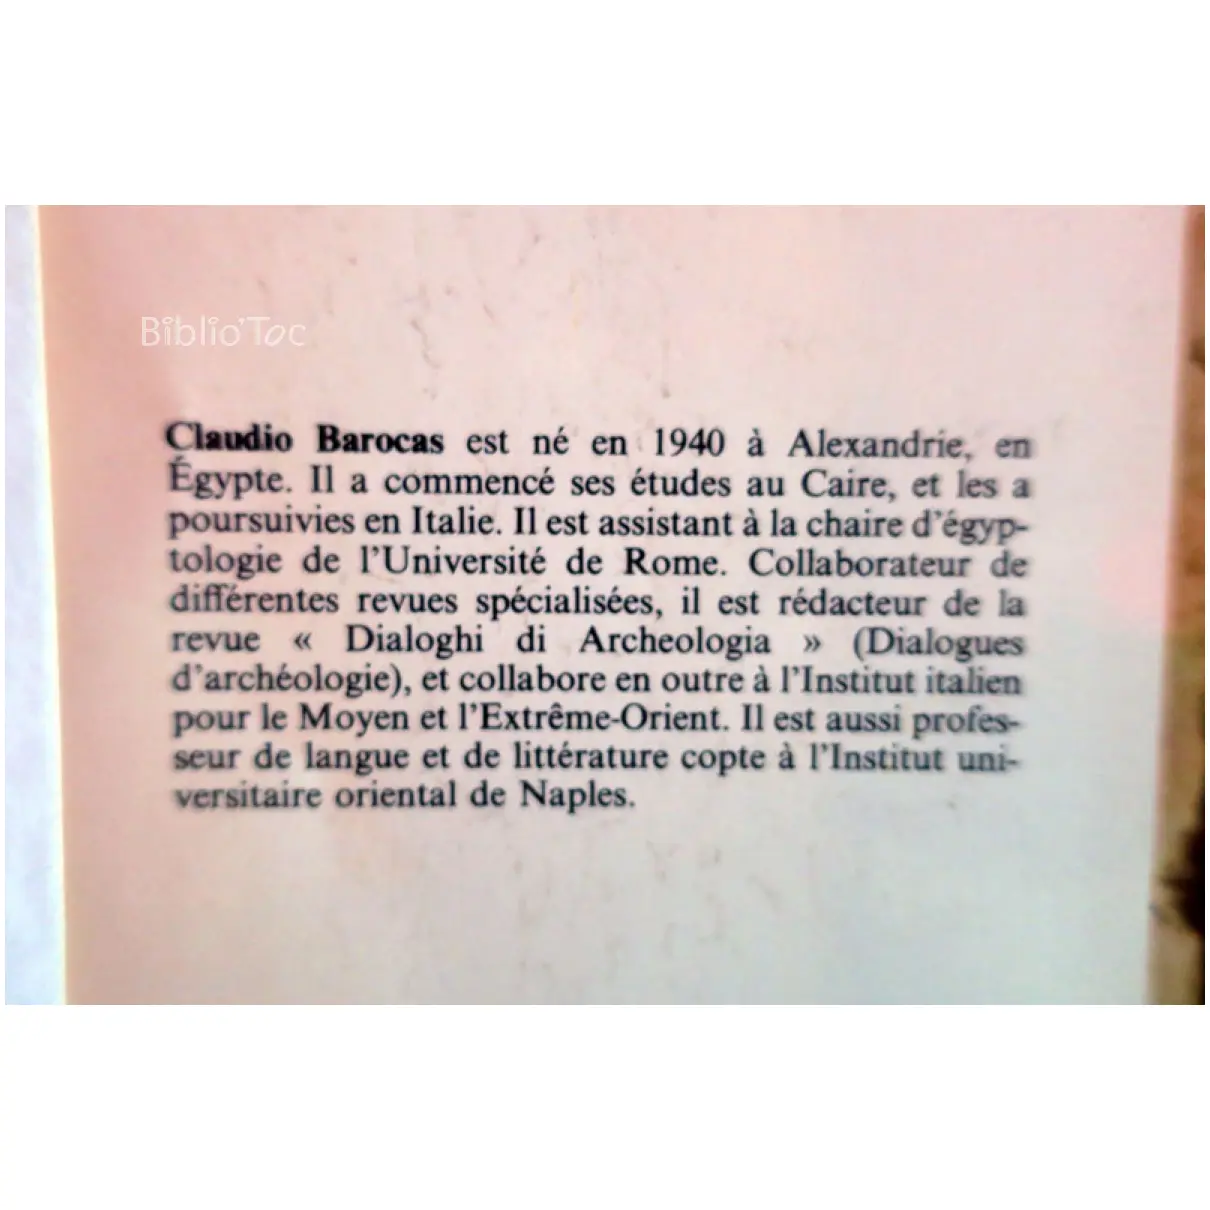 Biblio'Toc
Claudio Barocas est né en 1940 à Alexandrie, en
Égypte. Il a commencé ses études au Caire, et les a
poursuivies en Italie. Il est assistant à la chaire d'égyp-
tologie de l'Université de Rome. Collaborateur de
différentes revues spécialisées, il est rédacteur de la
revue « Dialoghi di Archeologia » (Dialogues
d'archéologie), et collabore en outre à l'Institut italien
pour le Moyen et l'Extrême-Orient. Il est aussi profes-
seur de langue et de littérature copte à l'Institut uni-
versitaire oriental de Naples.